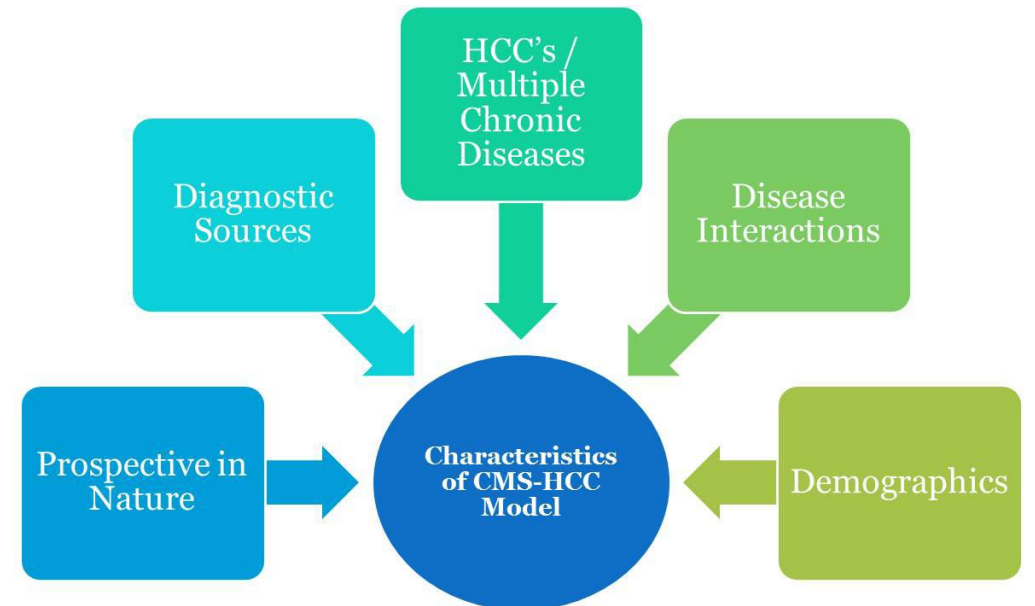 HCC's /
Multiple
Chronic
Diseases
Diagnostic
Sources
Disease
Interactions
Prospective in
Nature
Characteristics
of CMS-HCC
Model
Demographics